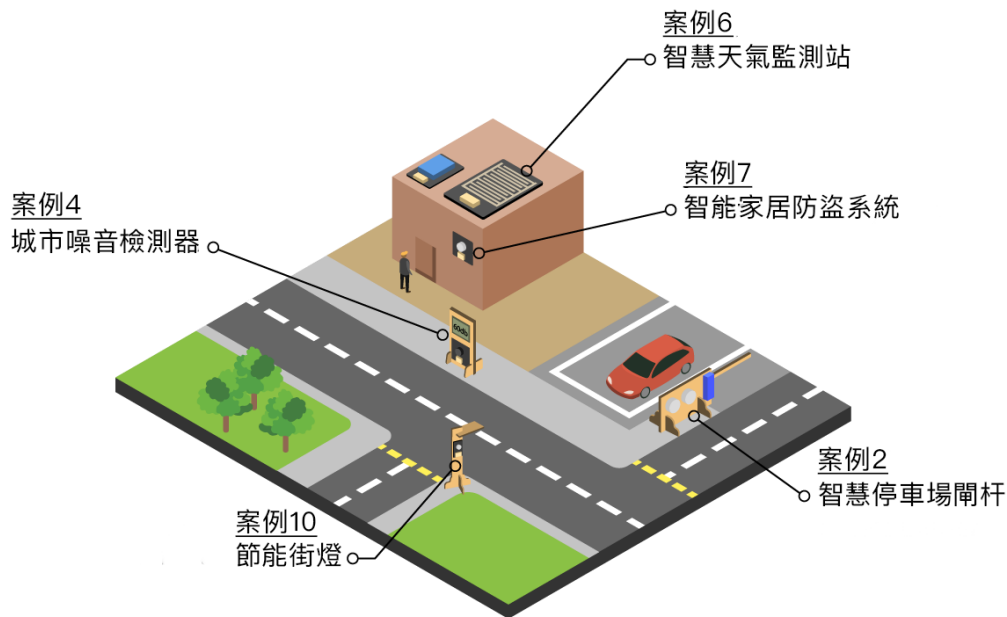 案例6
智慧天氣監測站
案例7
智能家居防盜系統
案例4
城市噪音檢測器
60db
案例2
智慧停車場閘杆
案例10
節能街燈